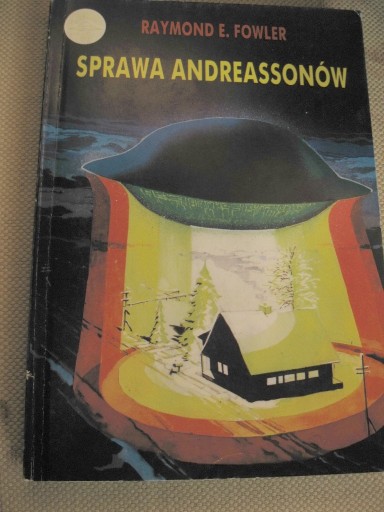 RAYMOND E. FOWLER
SPRAWA ANDREASSONÓW